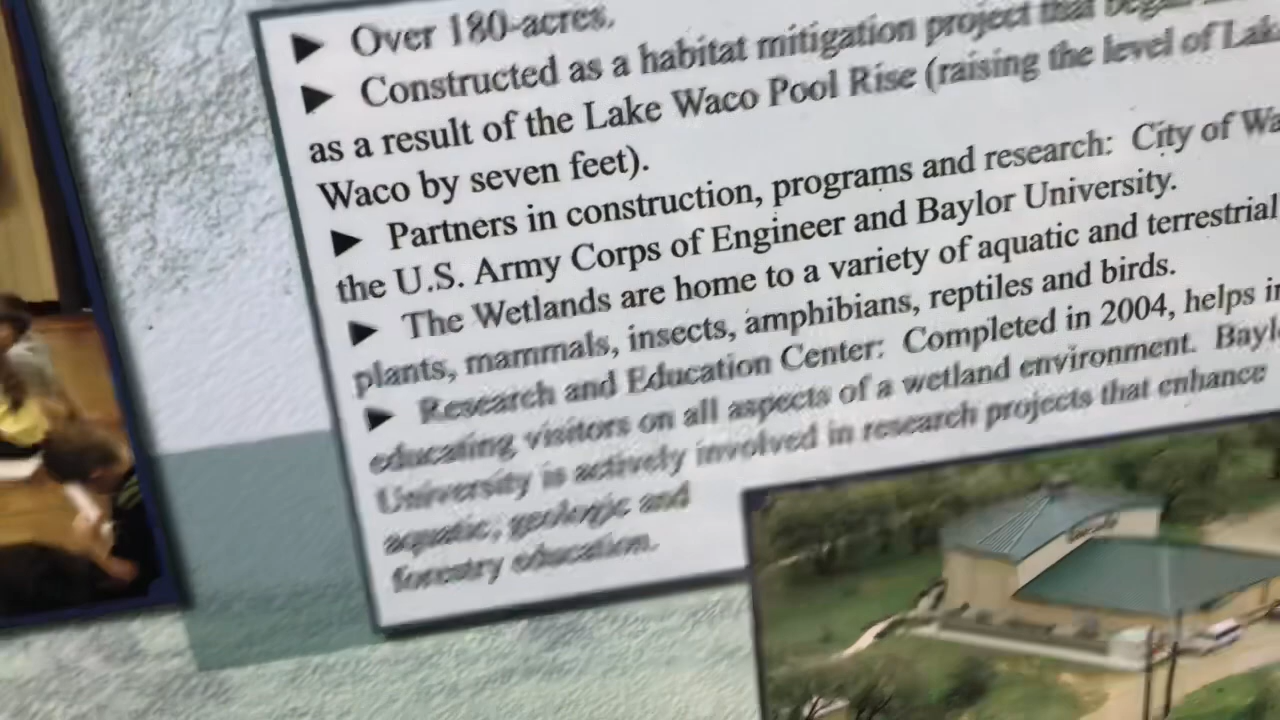 ► Over 180-acres.
► Constructed as a habitat mitigation project that began
as a result of the Lake Waco Pool Rise (raising the level of
Waco by seven feet).
► Partners in construction, programs and research: City of
the U.S. Army Corps of Engineer and Baylor University.
► The Wetlands are home to a variety of aquatic and terrestrial
plants, mammals, insects, amphibians, reptiles and birds.
► Research and Education Center: Completed in 2004, helps
educating visitors on all aspects of a wetland environment.
University is actively involved in research projects that enhance
aquatic, geologic and
forestry education.